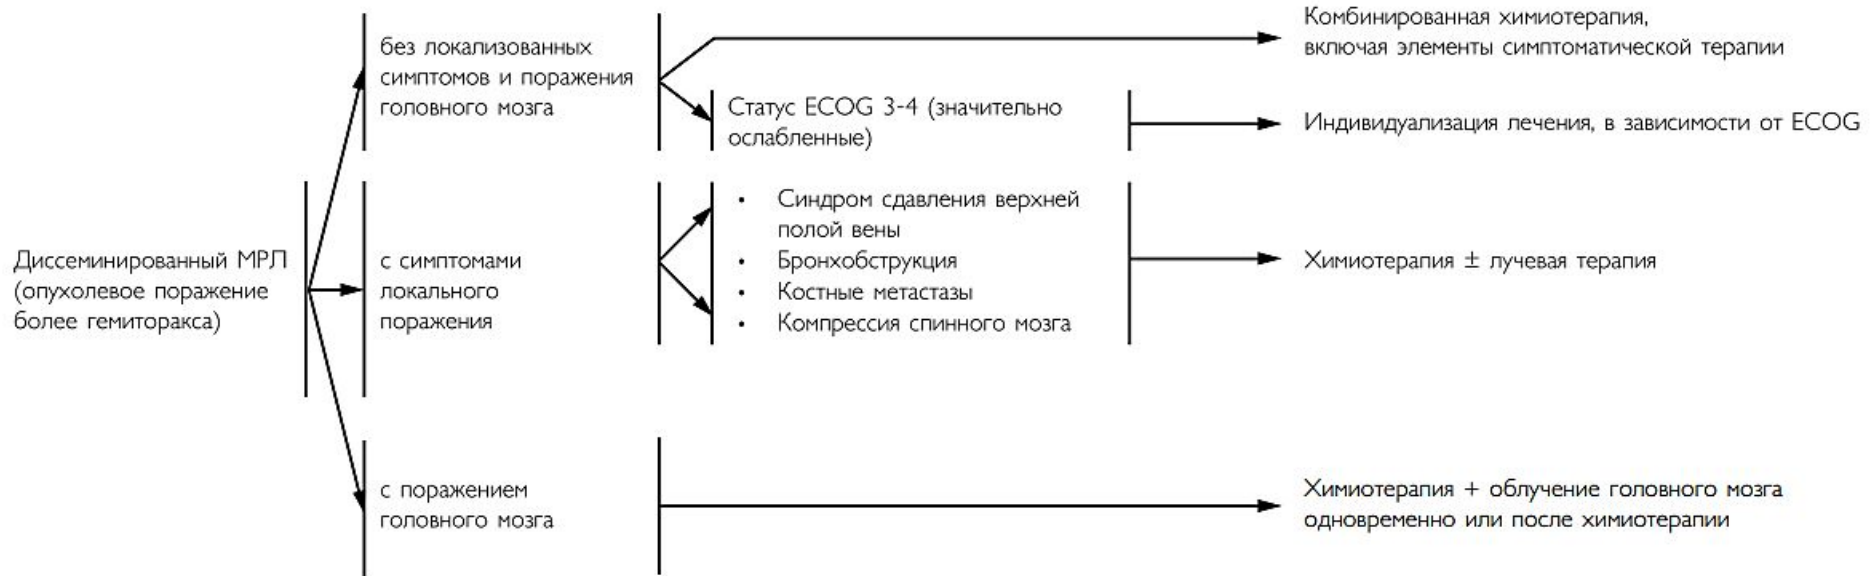 Комбинированная химиотерапия,
включая элементы симптоматической терапии
без локализованных
симптомов и поражения
головного мозга
Статус ECOG 3-4 (значительно
ослабленные)
Индивидуализация лечения, в зависимости от ECOG
Диссеминированный МРЛ
(опухолевое поражение
более гемиторакса)
с симптомами
локального
поражения
• Синдром сдавления верхней
полой вены
• Бронхобструкция
• Костные метастазы
• Компрессия спинного мозга
Химиотерапия ± лучевая терапия
с поражением
головного мозга
Химиотерапия + облучение головного мозга
одновременно или после химиотерапии